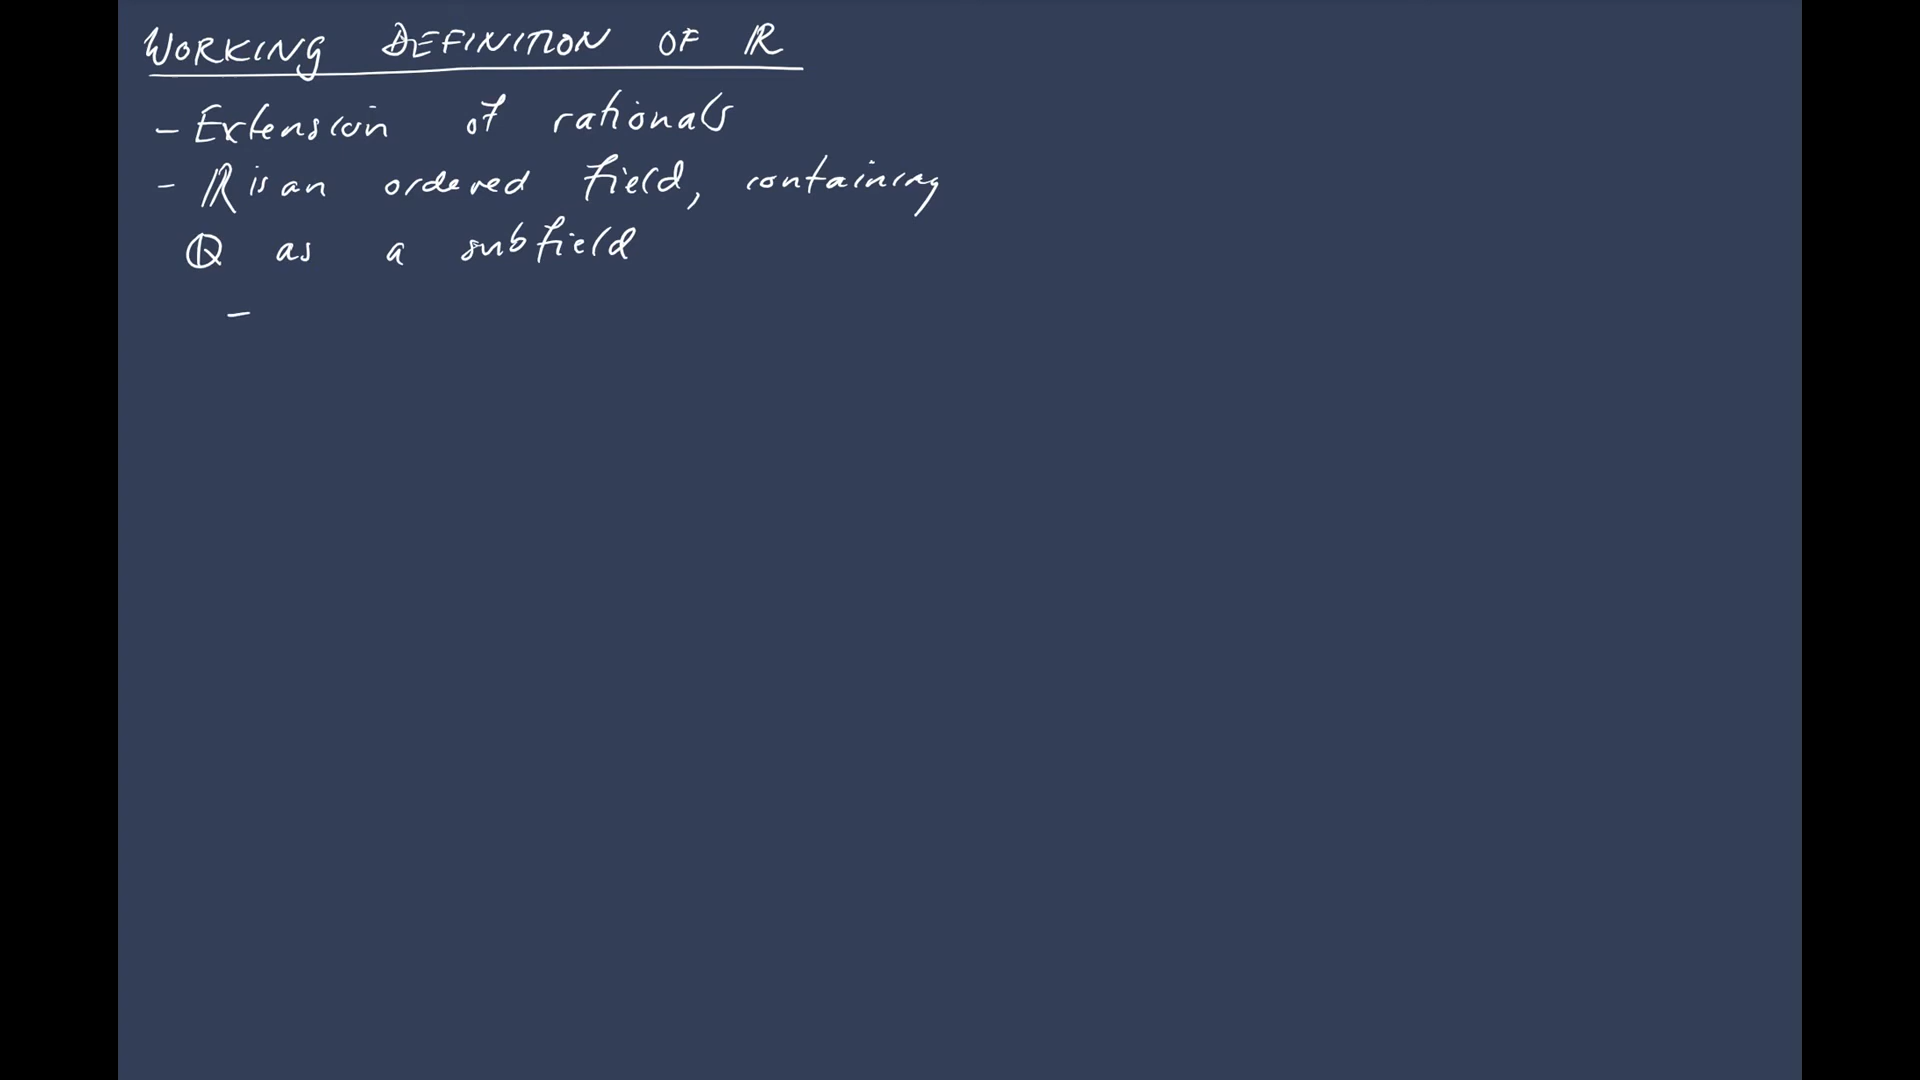 WORKING DEFINITION OF ℝ
- Extension of rationals
- ℝ is an ordered field, containing
ℚ as a subfield
-